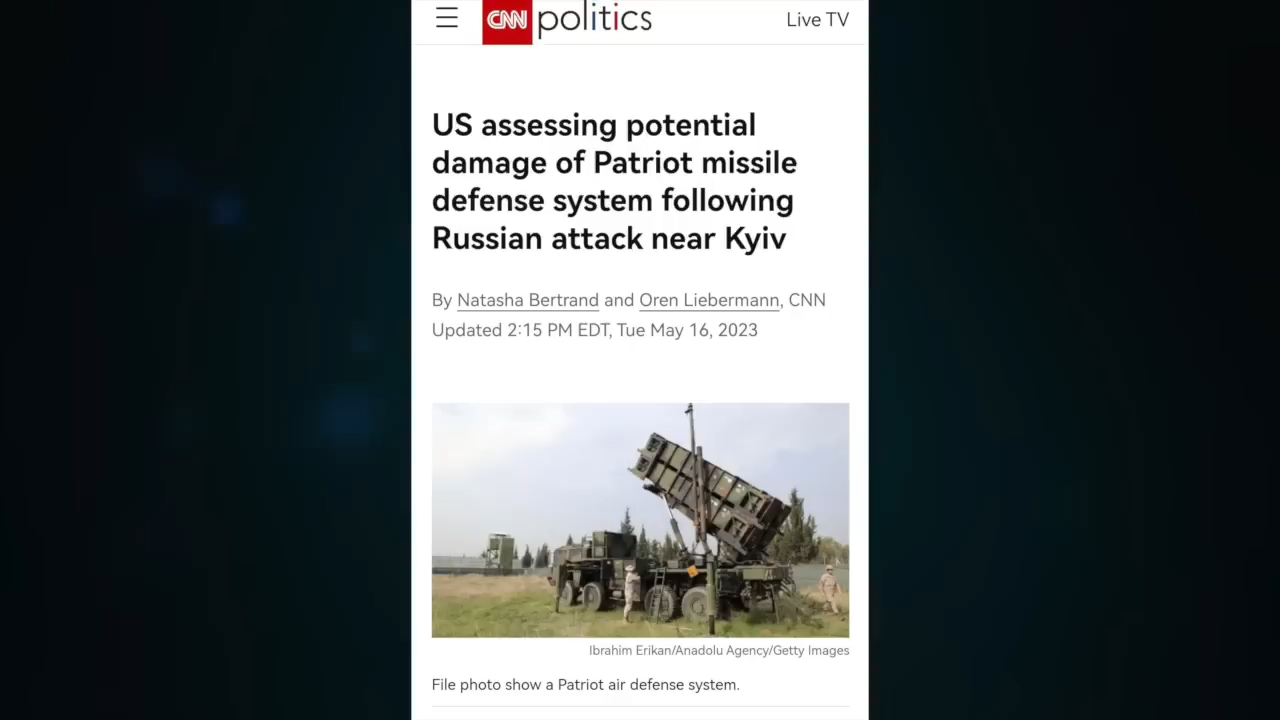 CNN politics
Live TV
US assessing potential
damage of Patriot missile
defense system following
Russian attack near Kyiv
By Natasha Bertrand and Oren Liebermann, CNN
Updated 2:15 PM EDT, Tue May 16, 2023
Ibrahim Erikan/Anadolu Agency/Getty Images
File photo show a Patriot air defense system.